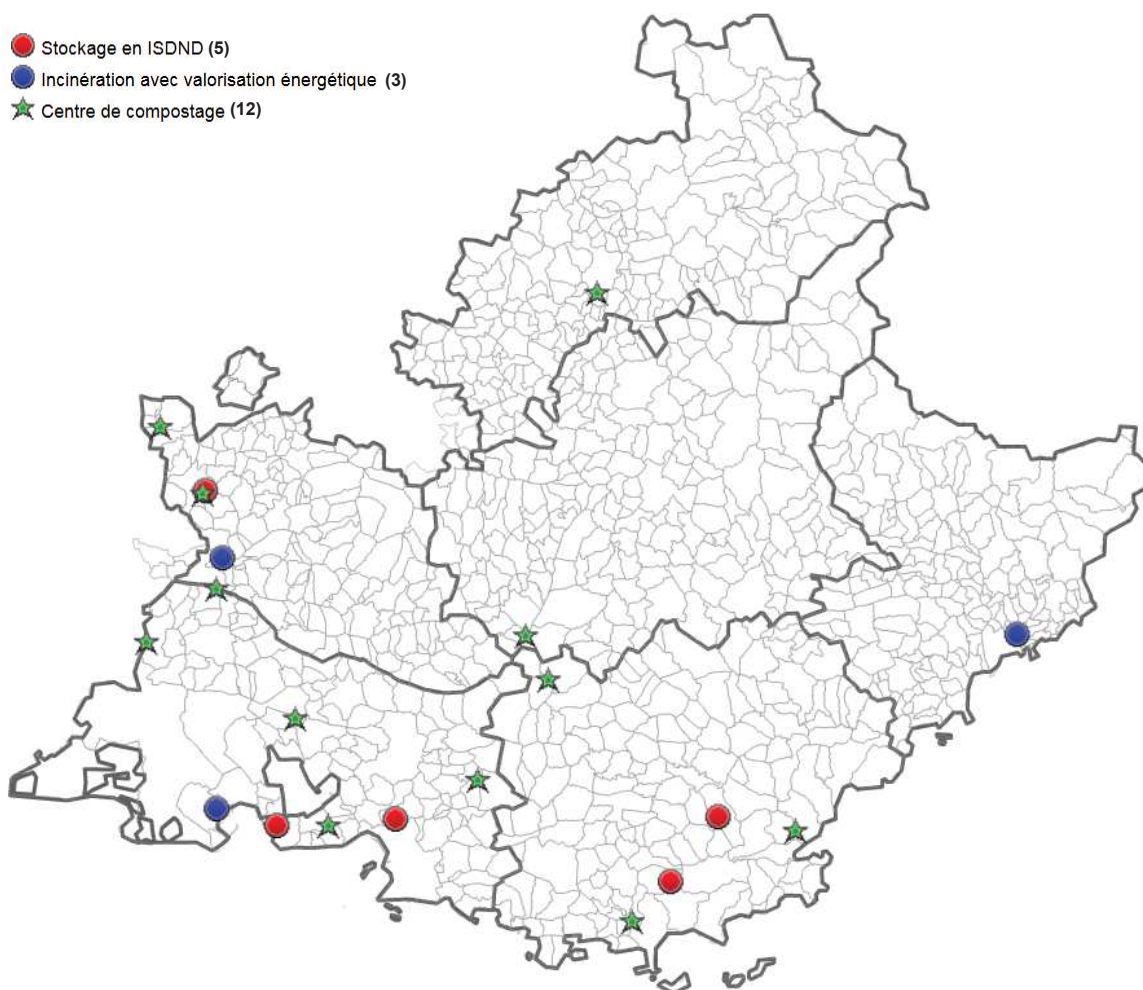 Stockage en ISDND (5)
Incinération avec valorisation énergétique (3)
Centre de compostage (12)